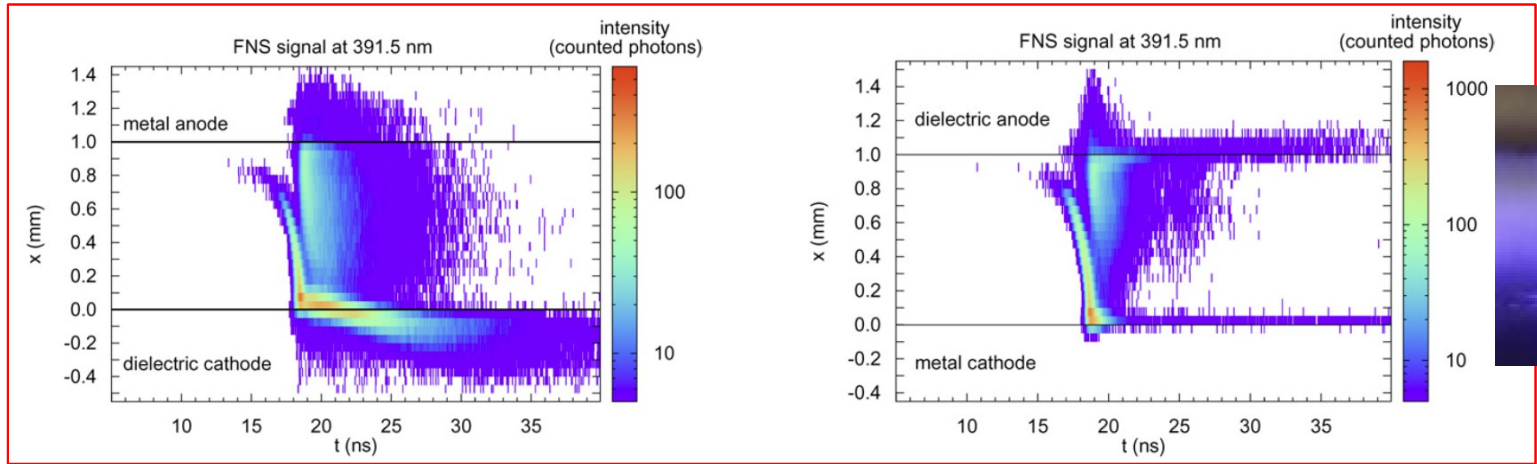 FNS signal at 391.5 nm
intensity
(counted photons)
1.4
1.2
1.0
0.8
0.6
0.4
0.2
0.0
-0.2
-0.4
x (mm)
metal anode
dielectric cathode
10
15
20
25
30
35
t (ns)
100
10
FNS signal at 391.5 nm
intensity
(counted photons)
1.4
1.2
1.0
0.8
0.6
0.4
0.2
0.0
-0.2
-0.4
x (mm)
dielectric anode
metal cathode
10
15
20
25
30
35
t (ns)
1000
100
10